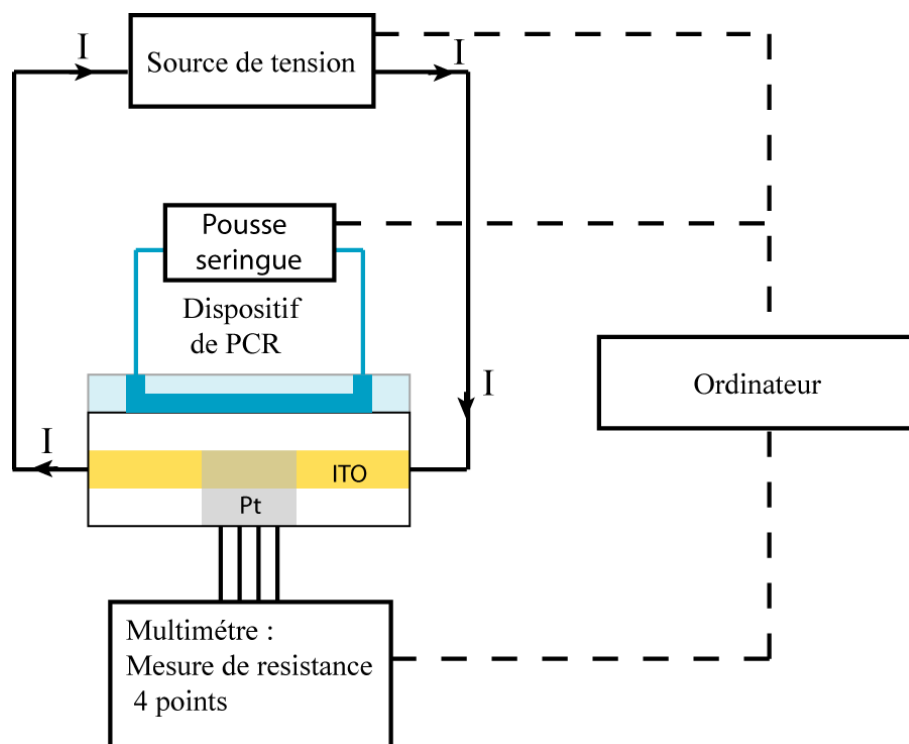 I
I
Source de tension
Pousse
seringue
Dispositif
de PCR
I
Ordinateur
I
ITO
Pt
Multimétre :
Mesure de resistance
4 points